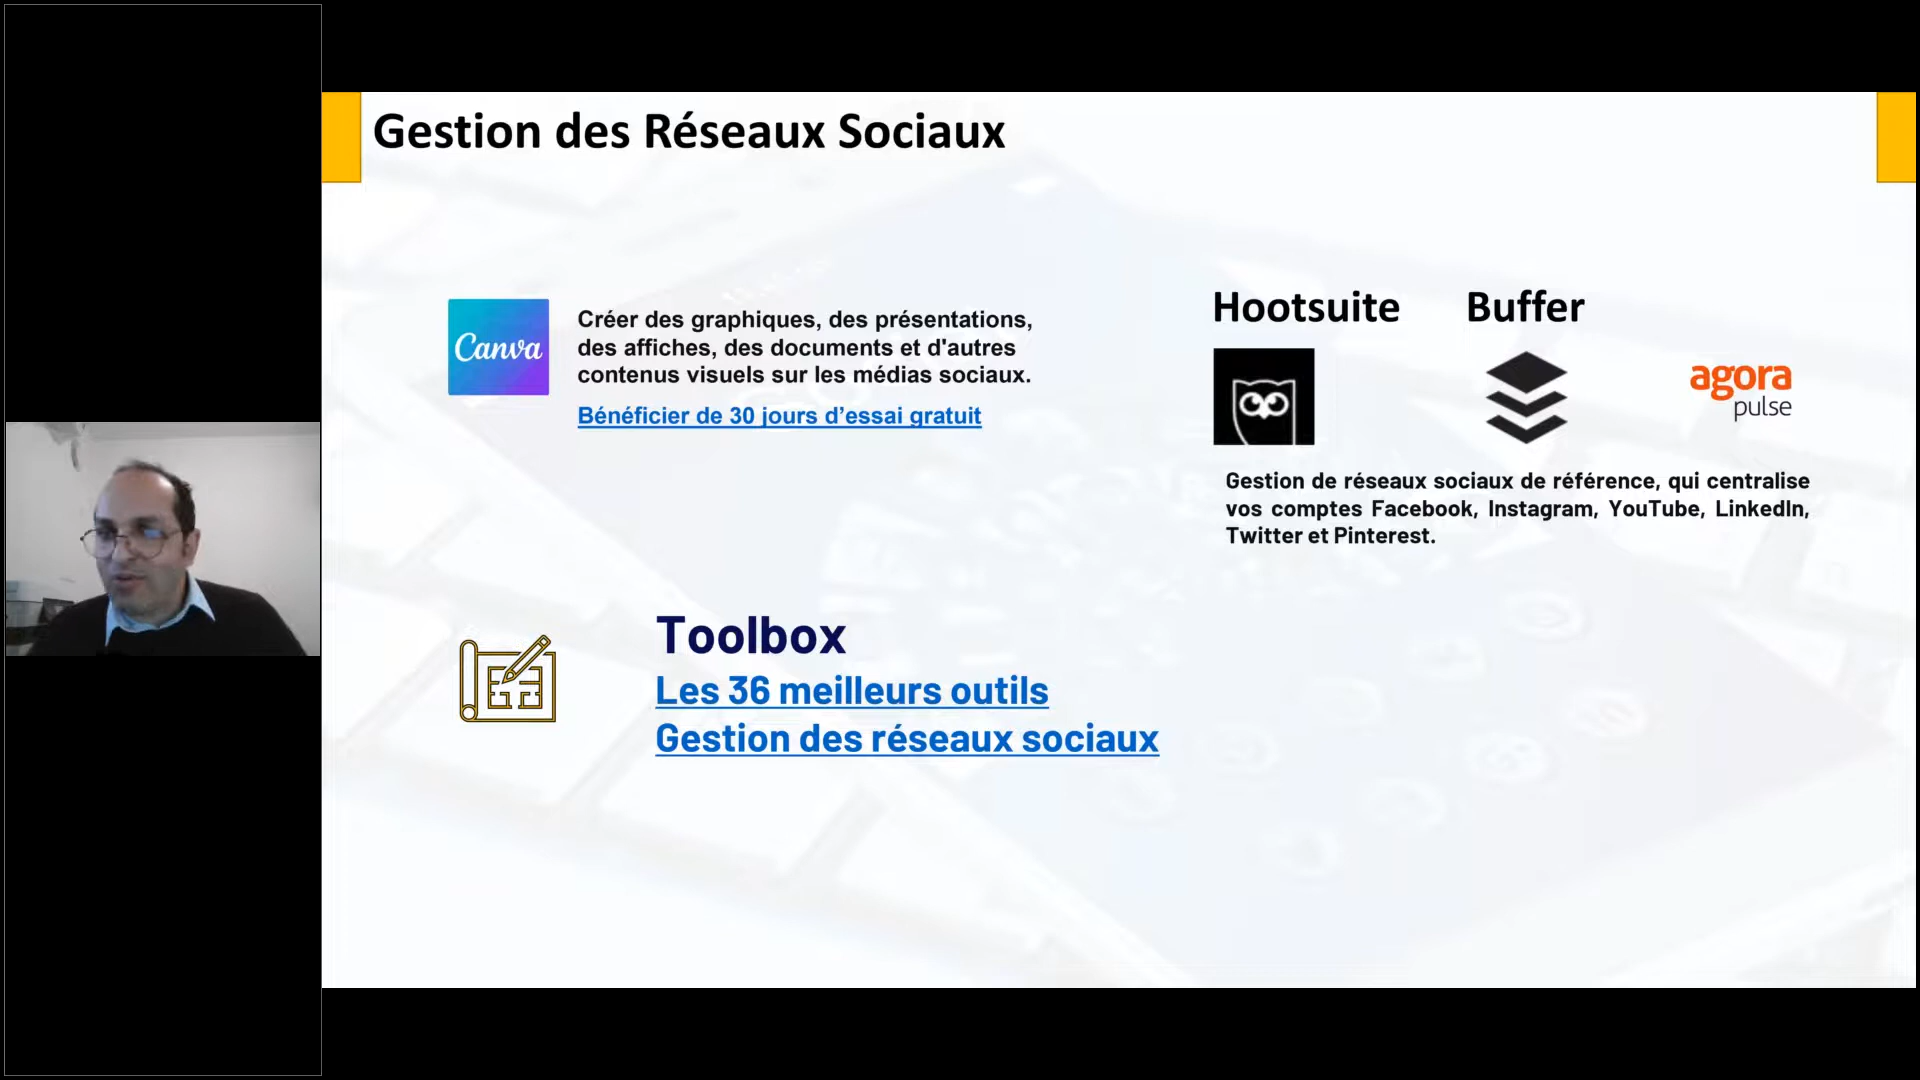 Gestion des Réseaux Sociaux
Canva
Créer des graphiques, des présentations,
des affiches, des documents et d'autres
contenus visuels sur les médias sociaux.
Bénéficier de 30 jours d’essai gratuit
Hootsuite
Buffer
agora
pulse
Gestion de réseaux sociaux de référence, qui centralise
vos comptes Facebook, Instagram, YouTube, LinkedIn,
Twitter et Pinterest.
Toolbox
Les 36 meilleurs outils
Gestion des réseaux sociaux